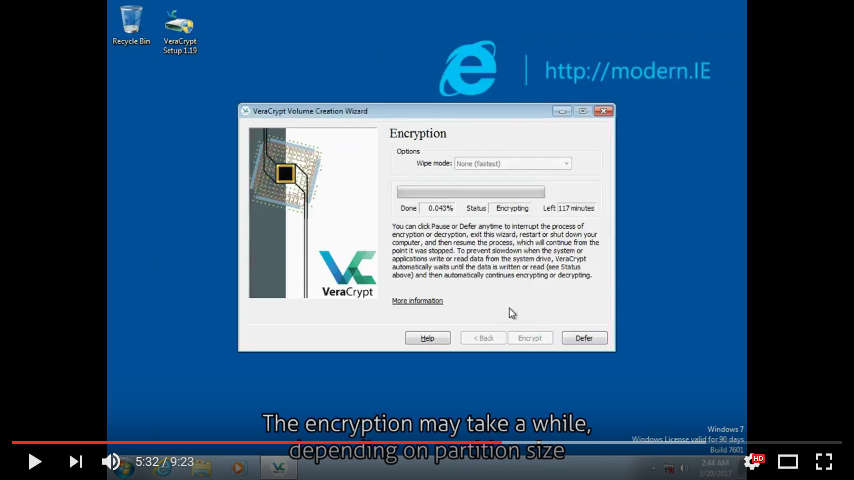 Recycle Bin
VeraCrypt
Setup 1.19
http://modern.IE
VeraCrypt Volume Creation Wizard
Encryption
Options
Wipe mode: None (fastest)
Done 0.043% Status Encrypting Left 117 minutes
You can click Pause or Defer anytime to interrupt the process of
encryption or decryption, exit this wizard, restart or shut down your
computer, and then resume the process, which will continue from the
point it was stopped. To prevent slowdown when the system or
applications write or read data from the system drive, VeraCrypt
automatically waits until the data is written or read (see Status
above) and then automatically continues encrypting or decrypting.
VeraCrypt
More information
Help < Back Encrypt Defer
The encryption may take a while,
depending on partition size
Windows 7
Windows License valid for 90 days
Build 7601
5:32 / 9:23
2:44 AM
HD